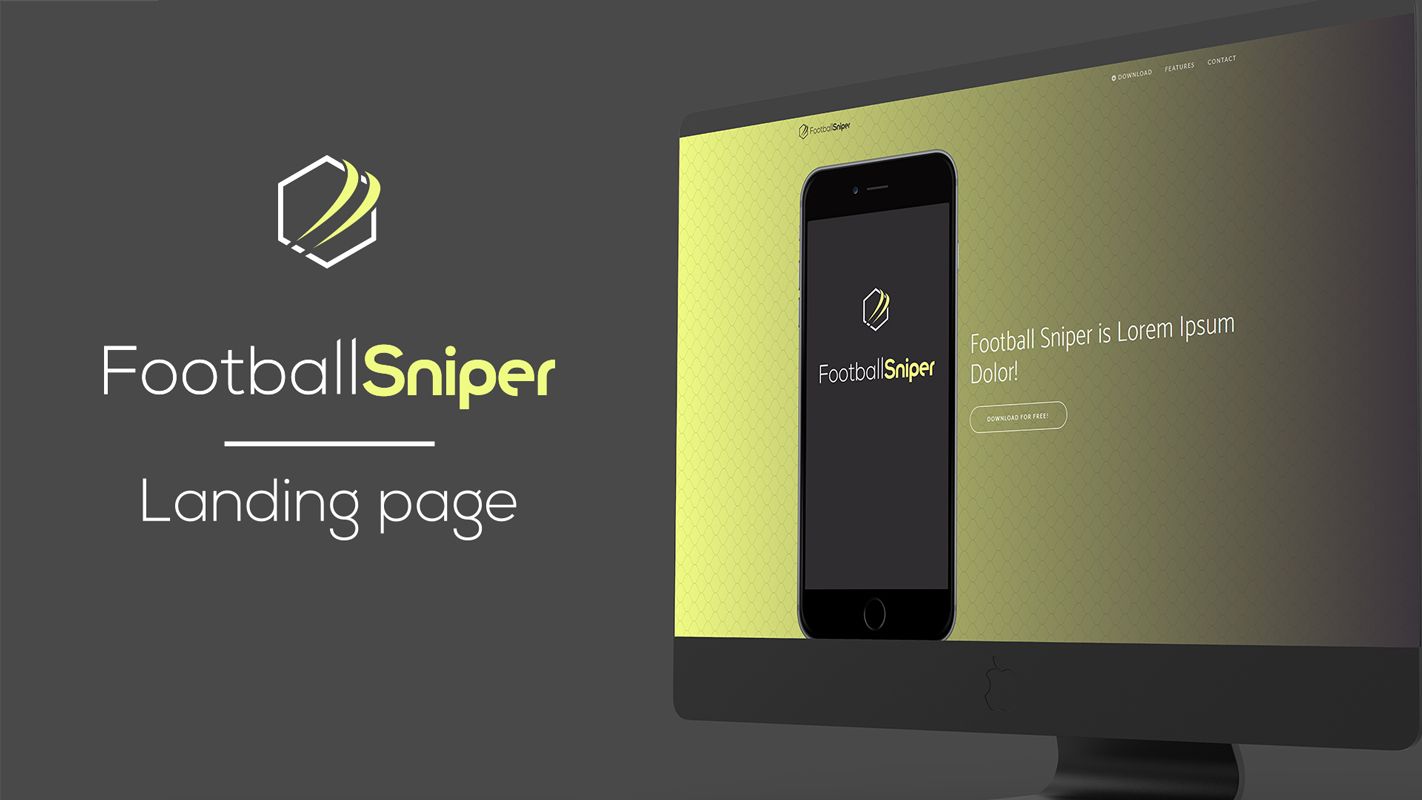 FootballSniper
Landing page
DOWNLOAD FEATURES CONTACT
FootballSniper
FootballSniper
Football Sniper is Lorem Ipsum
Dolor!
DOWNLOAD FOR FREE!